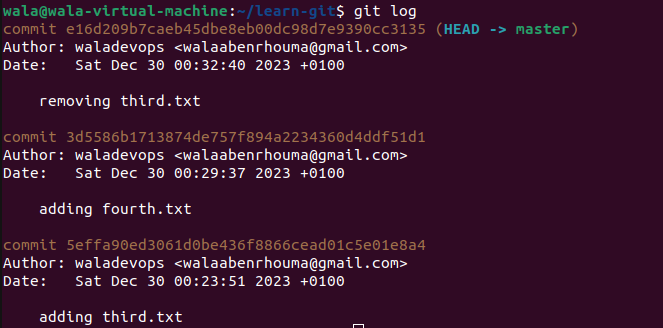 wala@wala-virtual-machine:~/learn-git$ git log
commit e16d209b7caeb45dbe8eb00dc98d7e9390cc3135 (HEAD -> master)
Author: waladevops <walaabenrhouma@gmail.com>
Date:   Sat Dec 30 00:32:40 2023 +0100
    removing third.txt
commit 3d5586b1713874de757f894a2234360d4ddf51d1
Author: waladevops <walaabenrhouma@gmail.com>
Date:   Sat Dec 30 00:29:37 2023 +0100
    adding fourth.txt
commit 5effa90ed3061d0be436f8866cead01c5e01e8a4
Author: waladevops <walaabenrhouma@gmail.com>
Date:   Sat Dec 30 00:23:51 2023 +0100
    adding third.txt